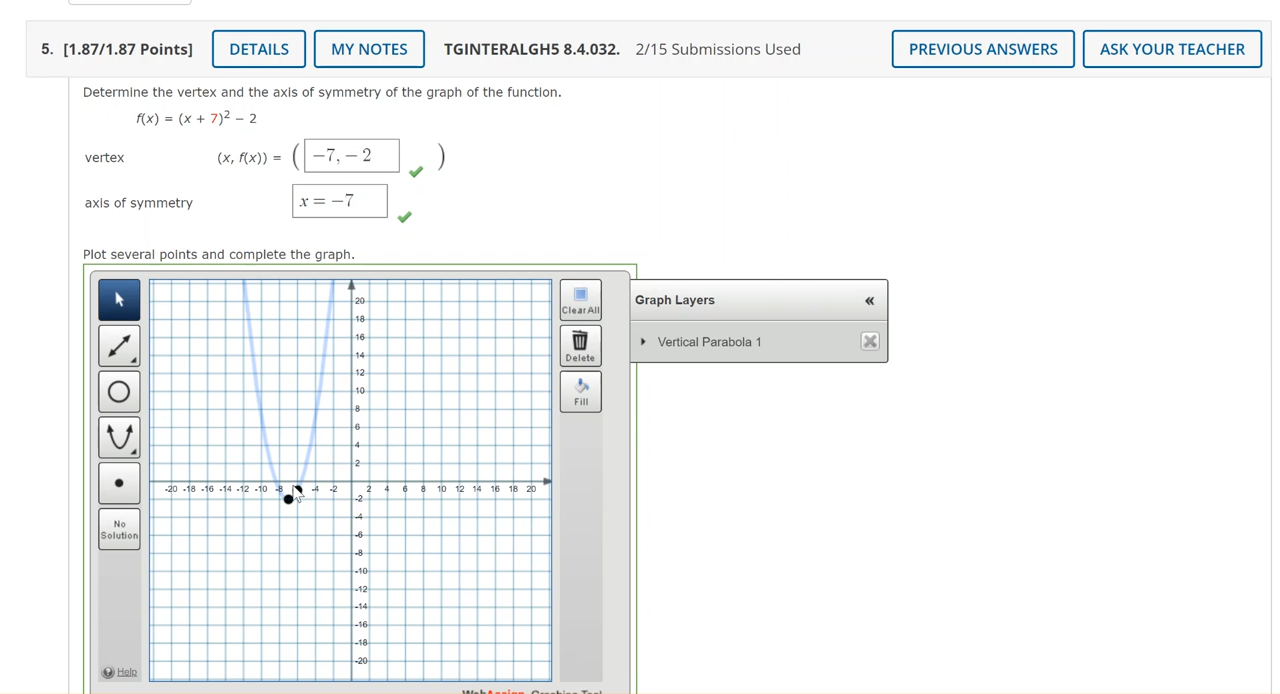 5. [1.87/1.87 Points] DETAILS MY NOTES TGINTERALGH5 8.4.032. 2/15 Submissions Used PREVIOUS ANSWERS ASK YOUR TEACHER
Determine the vertex and the axis of symmetry of the graph of the function.
f(x) = (x + 7)² − 2
vertex (x, f(x)) = ( −7, − 2 )
axis of symmetry x = −7
Plot several points and complete the graph.
Clear All
Delete
Fill
No
Solution
Help
Graph Layers «
Vertical Parabola 1
20
18
16
14
12
10
8
6
4
2
-20 -18 -16 -14 -12 -10 -8 -4 -2 2 4 6 8 10 12 14 16 18 20
-2
-4
-6
-8
-10
-12
-14
-16
-18
-20
WebAssign. Graphing Tool